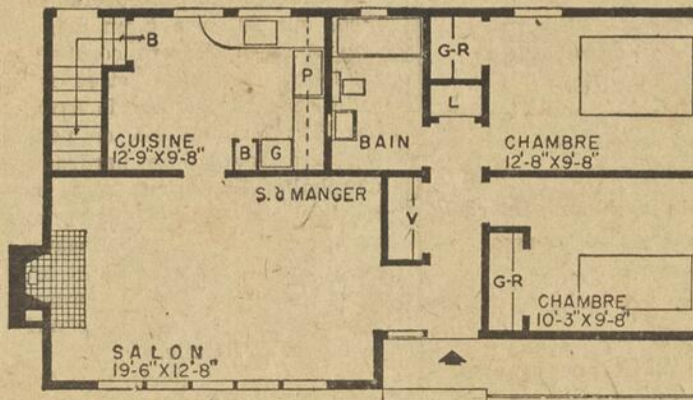 B
G-R
P
L
CUISINE
12'-9"X9'-8"
B
G
BAIN
CHAMBRE
12'-8"X9'-8"
S. à MANGER
V
G-R
CHAMBRE
10'-3"X9'-8"
SALON
19'-6"X12'-8"